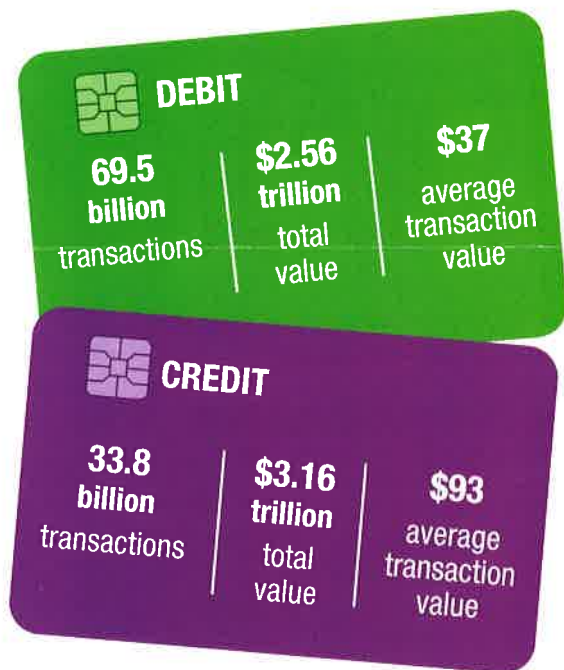 DEBIT
69.5
billion
transactions
$2.56
trillion
total
value
$37
average
transaction
value
CREDIT
33.8
billion
transactions
$3.16
trillion
total
value
$93
average
transaction
value